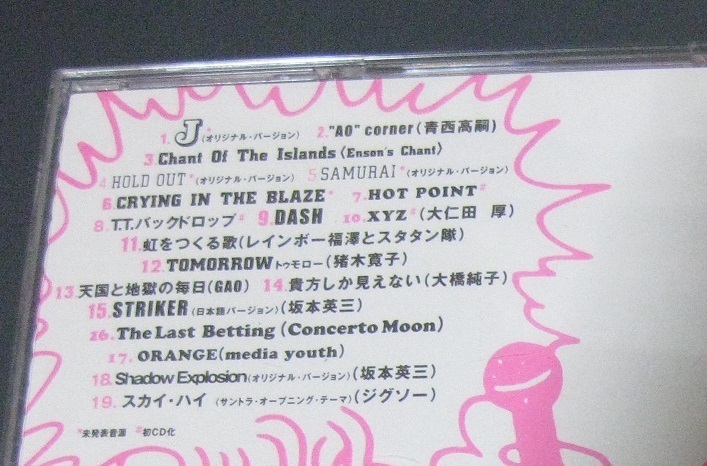 1. J*(オリジナル・バージョン) 2."AO" corner(青西高嗣)
3. Chant Of The Islands〈Enson's Chant〉
4. HOLD OUT*(オリジナル・バージョン) 5. SAMURAI*(オリジナル・バージョン)
6. CRYING IN THE BLAZE* 7. HOT POINT#
8. T.T.バックドロップ# 9. DASH 10. XYZ#(大仁田 厚)
11. 虹をつくる歌(レインボー福澤とスタタン隊)
12. TOMORROWトゥモロー(猪木寛子)
13. 天国と地獄の毎日(GAO) 14. 貴方しか見えない(大橋純子)
15. STRIKER(日本語バージョン)(坂本英三)
16. The Last Betting (Concerto Moon)
17. ORANGE(media youth)
18. Shadow Explosion(オリジナル・バージョン)(坂本英三)
19. スカイ・ハイ (サントラ・オープニング・テーマ)(ジグソー)
*未発表音源 #初CD化